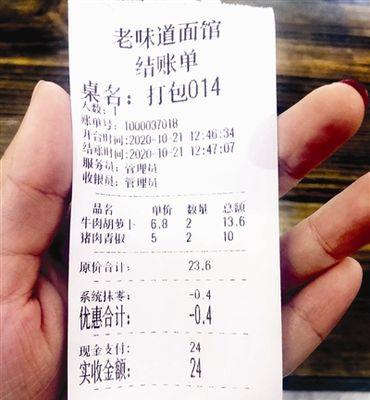 老味道面馆
结账单
桌名：打包014
人数：1
账单号：1000037018
开台时间:2020-10-21 12:46:34
结账时间:2020-10-21 12:47:07
服务员：管理员
收银员：管理员
品名 单价 数量 总额
牛肉胡萝卜 6.8 2 13.6
猪肉青椒 5 2 10
原价合计： 23.6
系统抹零： -0.4
优惠合计： -0.4
现金支付： 24
实收金额： 24